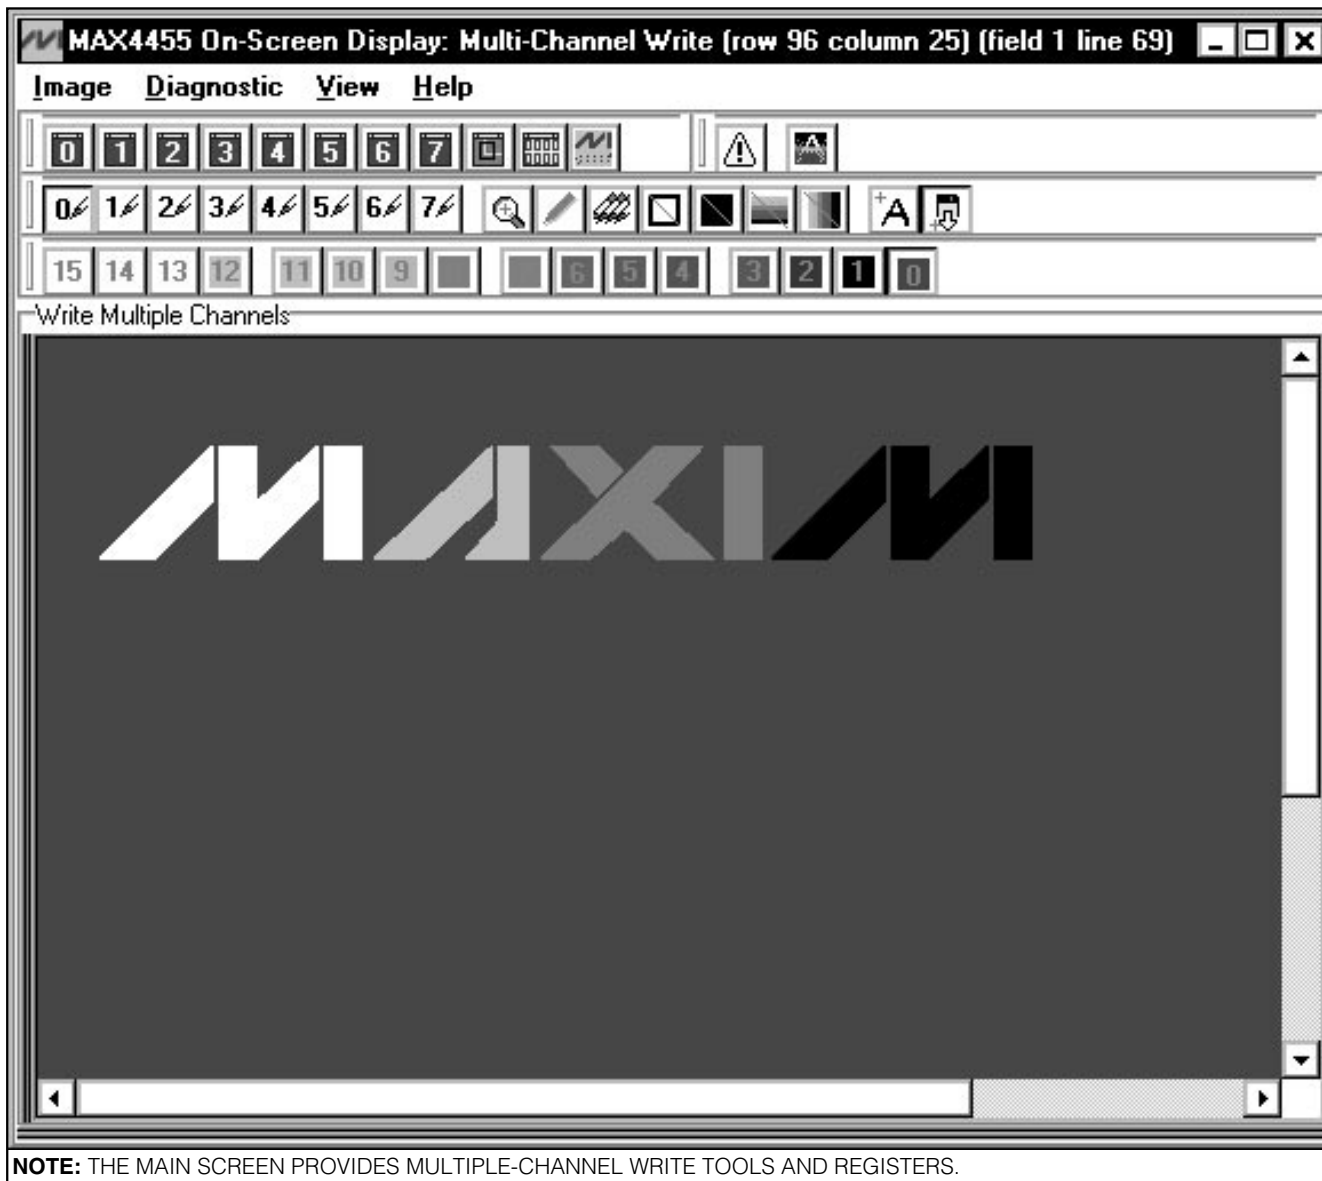 MAX4455 On-Screen Display: Multi-Channel Write (row 96 column 25) (field 1 line 69)
Image Diagnostic View Help
0 1 2 3 4 5 6 7
0 1 2 3 4 5 6 7 A
15 14 13 12 11 10 9 6 5 4 3 2 1 0
Write Multiple Channels
MAXIM
NOTE: THE MAIN SCREEN PROVIDES MULTIPLE-CHANNEL WRITE TOOLS AND REGISTERS.